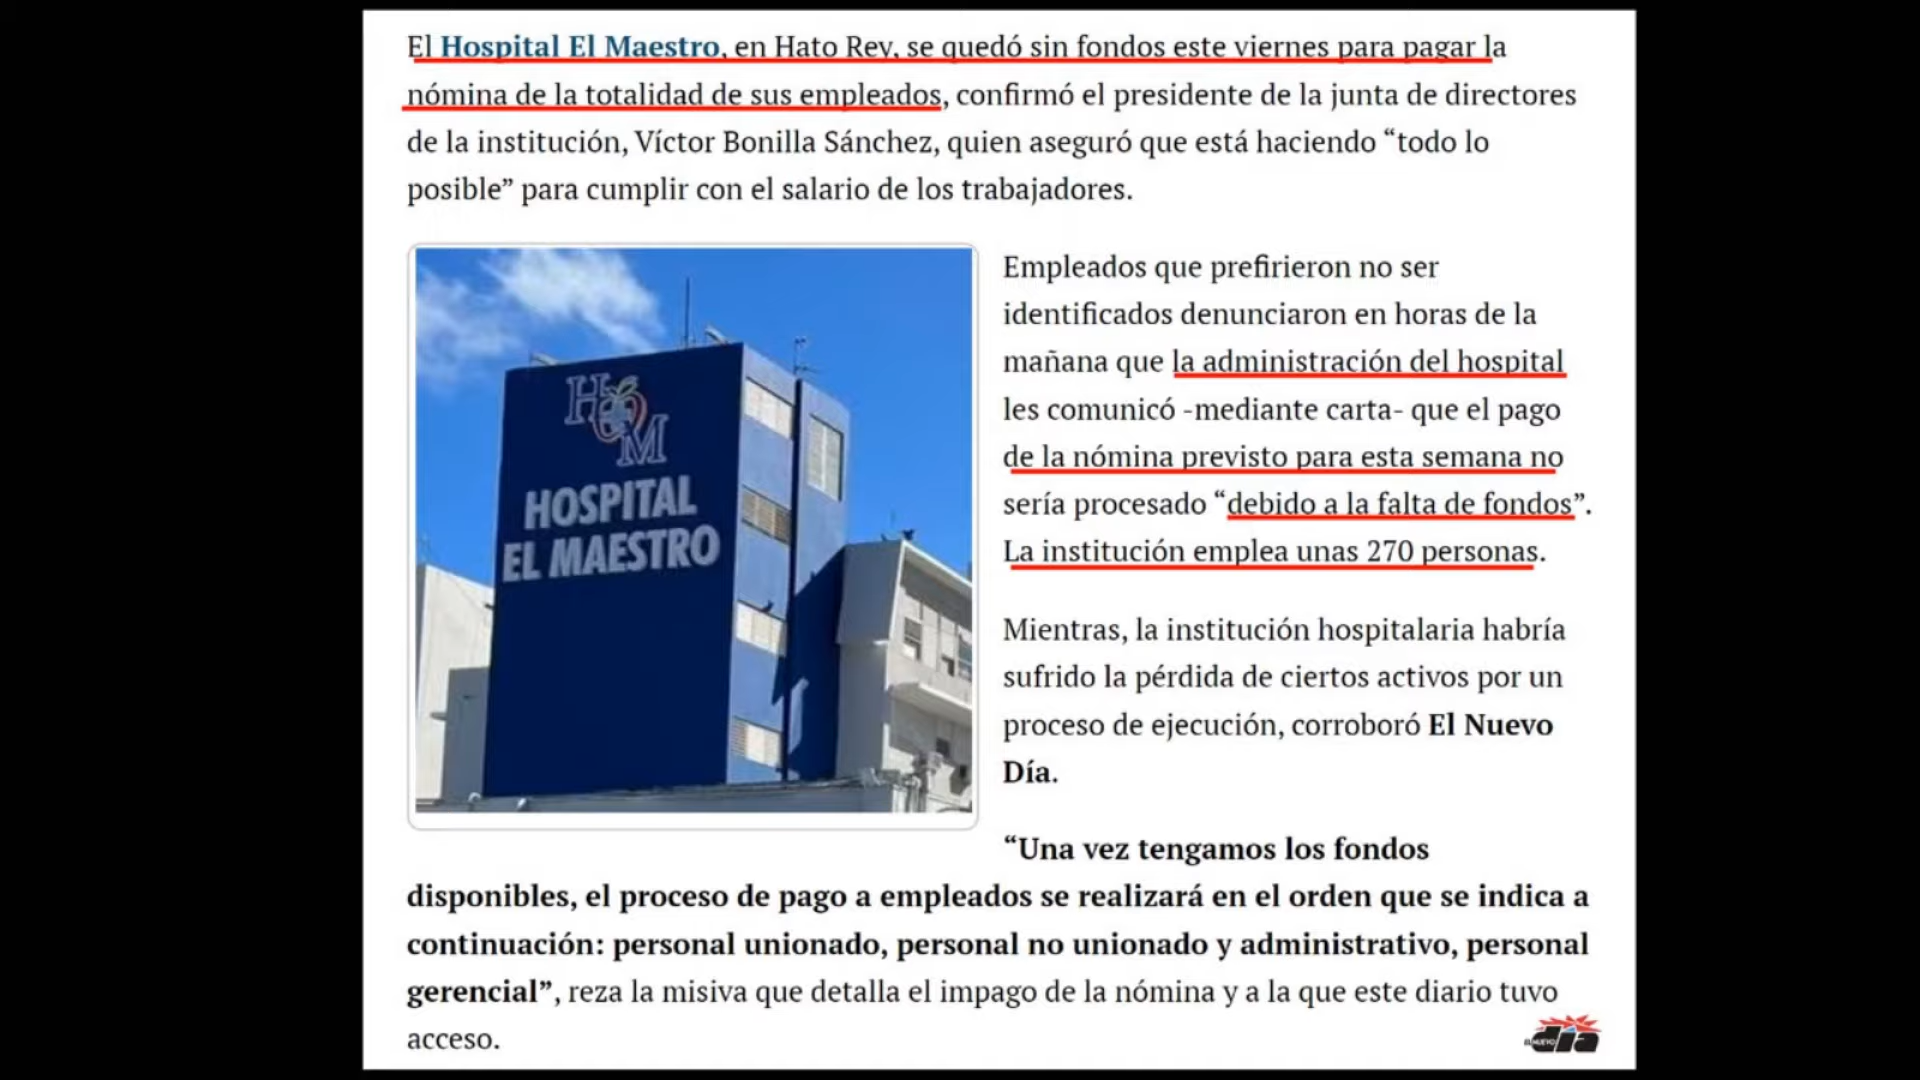 El Hospital El Maestro, en Hato Rey, se quedó sin fondos este viernes para pagar la
nómina de la totalidad de sus empleados, confirmó el presidente de la junta de directores
de la institución, Víctor Bonilla Sánchez, quien aseguró que está haciendo “todo lo
posible” para cumplir con el salario de los trabajadores.
HM
HOSPITAL
EL MAESTRO
Empleados que prefirieron no ser
identificados denunciaron en horas de la
mañana que la administración del hospital
les comunicó -mediante carta- que el pago
de la nómina previsto para esta semana no
sería procesado “debido a la falta de fondos”.
La institución emplea unas 270 personas.
Mientras, la institución hospitalaria habría
sufrido la pérdida de ciertos activos por un
proceso de ejecución, corroboró El Nuevo
Día.
“Una vez tengamos los fondos
disponibles, el proceso de pago a empleados se realizará en el orden que se indica a
continuación: personal unionado, personal no unionado y administrativo, personal
gerencial”, reza la misiva que detalla el impago de la nómina y a la que este diario tuvo
acceso.
EL NUEVO día